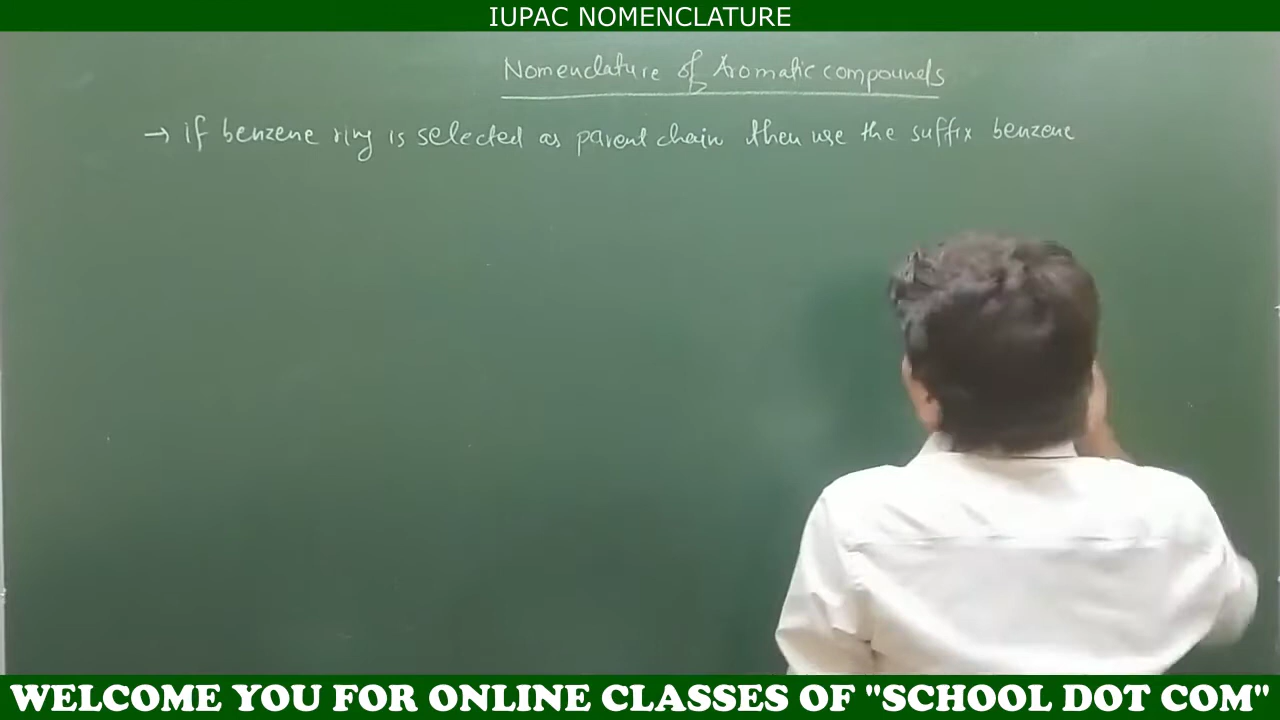 IUPAC NOMENCLATURE
Nomenclature of Aromatic compounds
→ if benzene ring is selected as parent chain then use the suffix benzene
WELCOME YOU FOR ONLINE CLASSES OF "SCHOOL DOT COM"